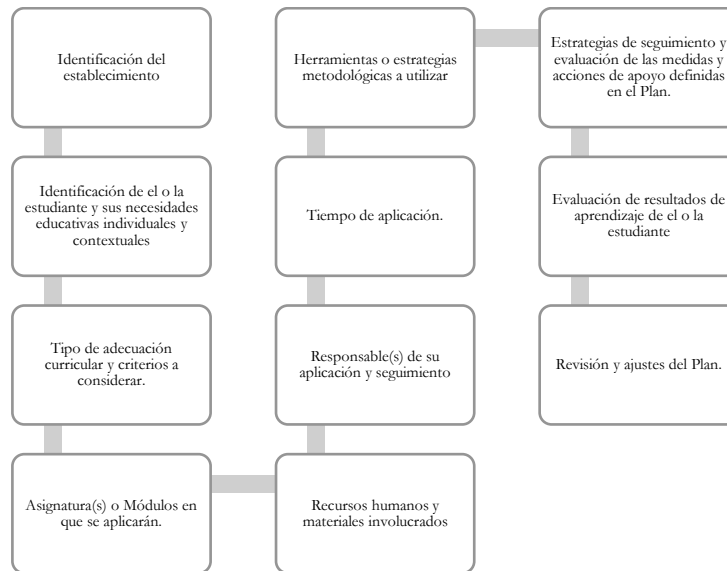 Identificación del
establecimiento
Identificación de el o la
estudiante y sus necesidades
educativas individuales y
contextuales
Tipo de adecuación
curricular y criterios a
considerar.
Asignatura(s) o Módulos en
que se aplicarán.
Recursos humanos y
materiales involucrados
Responsable(s) de su
aplicación y seguimiento
Tiempo de aplicación.
Herramientas o estrategias
metodológicas a utilizar
Estrategias de seguimiento y
evaluación de las medidas y
acciones de apoyo definidas
en el Plan.
Evaluación de resultados de
aprendizaje de el o la
estudiante
Revisión y ajustes del Plan.